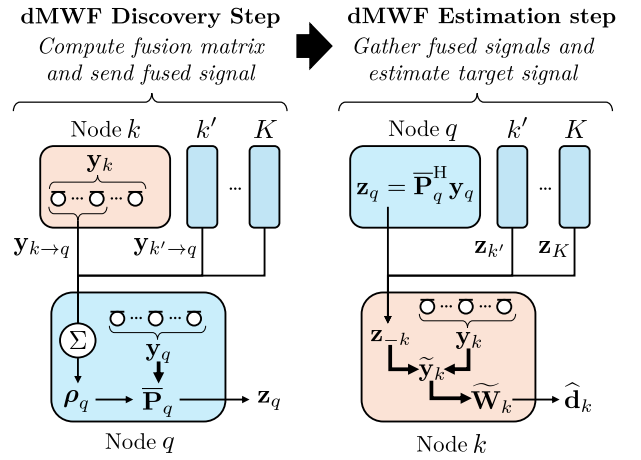 dMWF Discovery Step
Compute fusion matrix
and send fused signal
Node k
k′
K
y_k
...
...
...
y_{k→q}
y_{k′→q}
Σ
...
...
y_q
ρ_q
P̅_q
z_q
Node q
dMWF Estimation step
Gather fused signals and
estimate target signal
Node q
k′
K
z_q = P̅_q^H y_q
...
z_{k′}
z_K
...
...
z_{−k}
y_k
ỹ_k
W̃_k
d̂_k
Node k